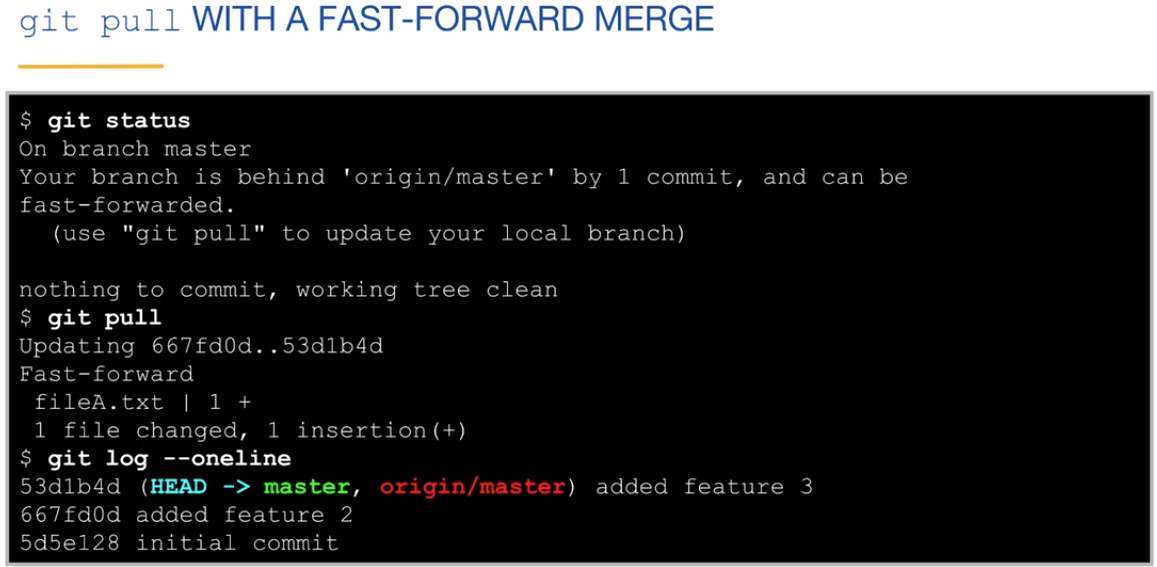 git pull WITH A FAST-FORWARD MERGE
$ git status
On branch master
Your branch is behind 'origin/master' by 1 commit, and can be
fast-forwarded.
  (use "git pull" to update your local branch)
nothing to commit, working tree clean
$ git pull
Updating 667fd0d..53d1b4d
Fast-forward
 fileA.txt | 1 +
 1 file changed, 1 insertion(+)
$ git log --oneline
53d1b4d (HEAD -> master, origin/master) added feature 3
667fd0d added feature 2
5d5e128 initial commit